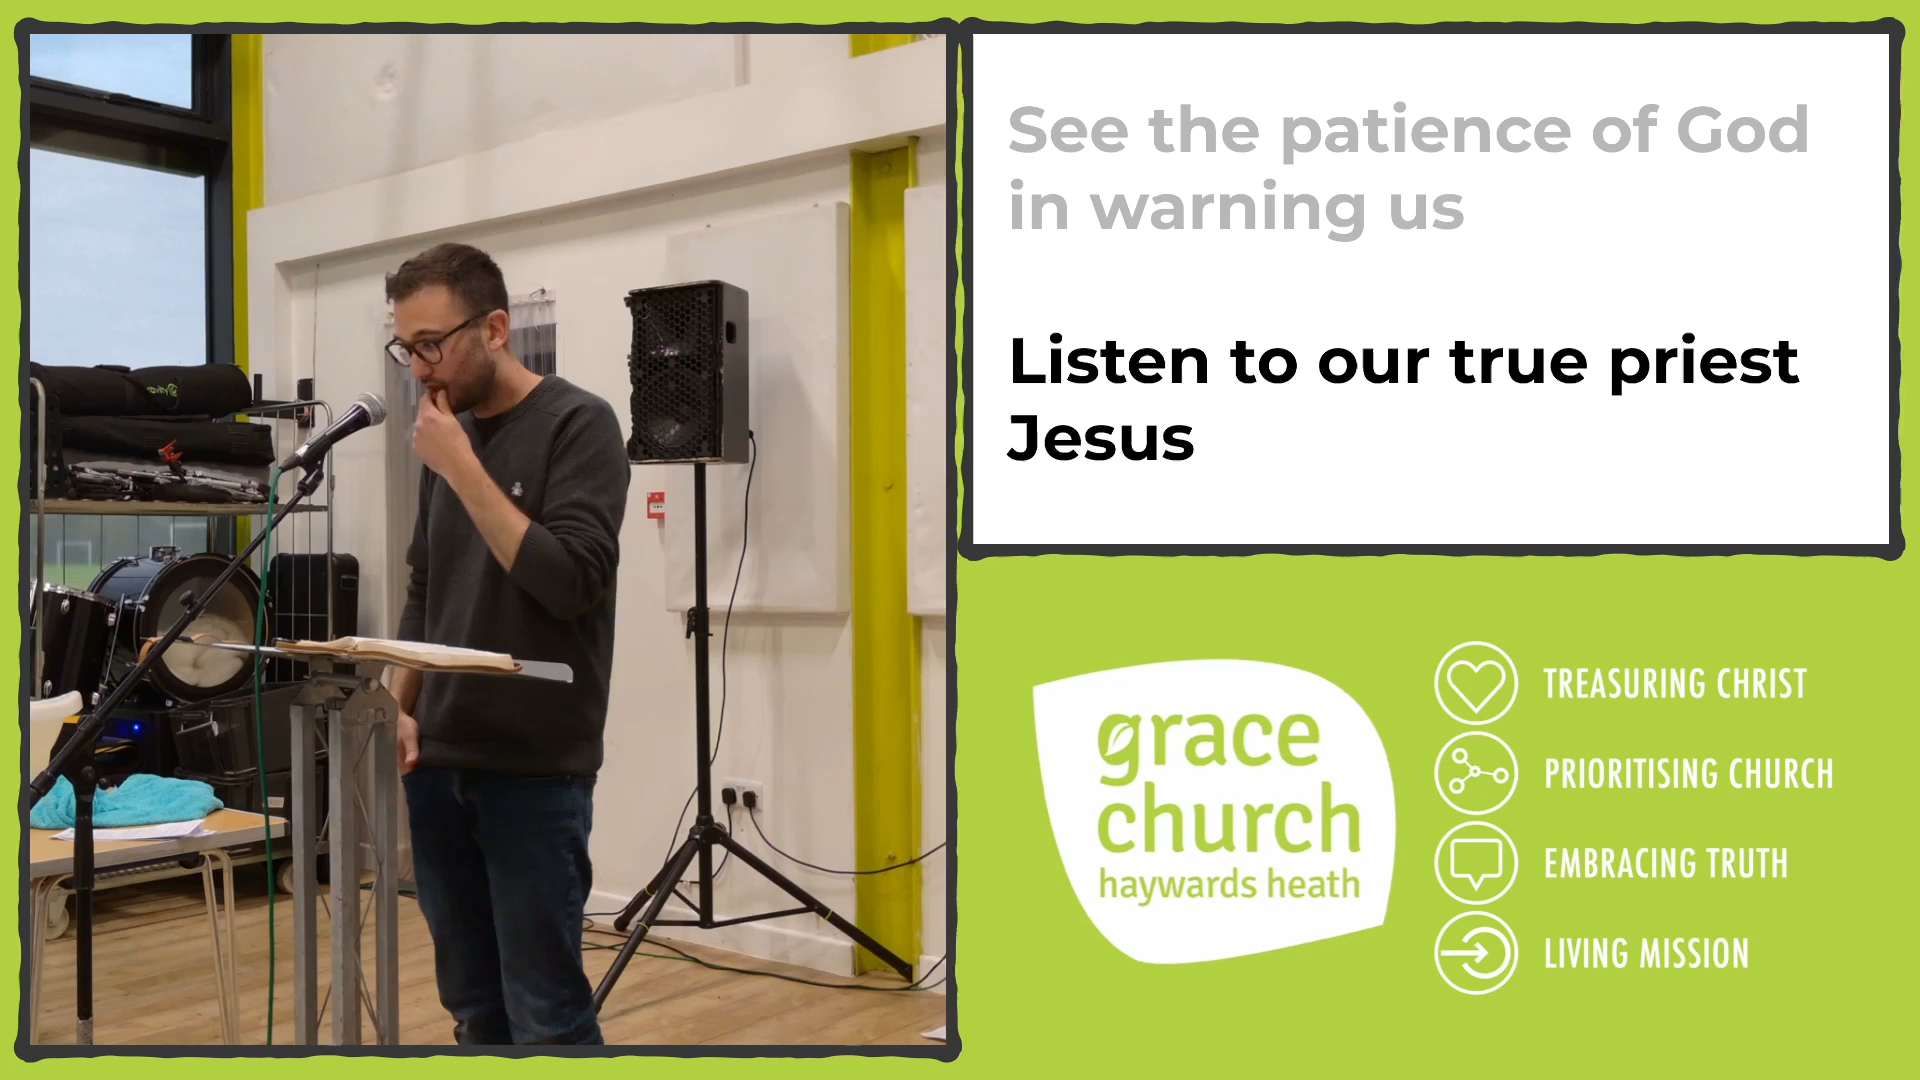 See the patience of God
in warning us
Listen to our true priest
Jesus
grace
church
haywards heath
TREASURING CHRIST
PRIORITISING CHURCH
EMBRACING TRUTH
LIVING MISSION